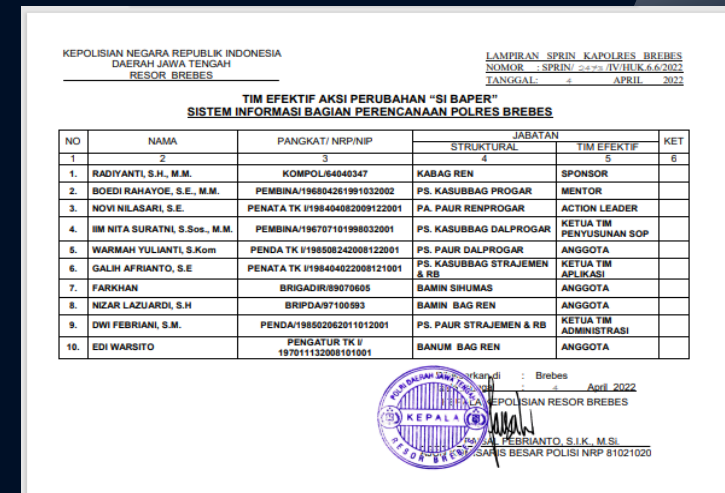 KEPOLISIAN NEGARA REPUBLIK INDONESIA
DAERAH JAWA TENGAH
RESOR BREBES
LAMPIRAN SPRIN KAPOLRES BREBES
NOMOR : SPRIN/ /IV/HUK.6.6/2022
TANGGAL: 4 APRIL 2022
TIM EFEKTIF AKSI PERUBAHAN “SI BAPER”
SISTEM INFORMASI BAGIAN PERENCANAAN POLRES BREBES
NO NAMA PANGKAT/ NRP/NIP JABATAN KET
STRUKTURAL TIM EFEKTIF
1 2 3 4 5 6
1. RADIYANTI, S.H., M.M. KOMPOL/64040347 KABAG REN SPONSOR
2. BOEDI RAHAYOE, S.E., M.M. PEMBINA/196804261991032002 PS. KASUBBAG PROGAR MENTOR
3. NOVI NILASARI, S.E. PENATA TK I/198404082009122001 PA. PAUR RENPROGAR ACTION LEADER
4. IIM NITA SURATNI, S.Sos., M.M. PEMBINA/196707101998032001 PS. KASUBBAG DALPROGAR KETUA TIM
PENYUSUNAN SOP
5. WARMAH YULIANTI, S.Kom PENDA TK I/198508242008122001 PS. PAUR DALPROGAR ANGGOTA
6. GALIH AFRIANTO, S.E PENATA TK I/198404022008121001 PS. KASUBBAG STRAJEMEN
& RB KETUA TIM
APLIKASI
7. FARKHAN BRIGADIR/89070605 BAMIN SIHUMAS ANGGOTA
8. NIZAR LAZUARDI, S.H BRIPDA/97100593 BAMIN BAG REN ANGGOTA
9. DWI FEBRIANI, S.M. PENDA/198502062011012001 PS. PAUR STRAJEMEN & RB KETUA TIM
ADMINISTRASI
10. EDI WARSITO PENGATUR TK I/
197011132008101001 BANUM BAG REN ANGGOTA
di : Brebes
: 4 April 2022
KEPOLISIAN RESOR BREBES
POLRI DAERAH JAWA TENGAH
KEPALA
RESOR BREBES
PEBRIANTO, S.I.K., M.Si.
BESAR POLISI NRP 81021020